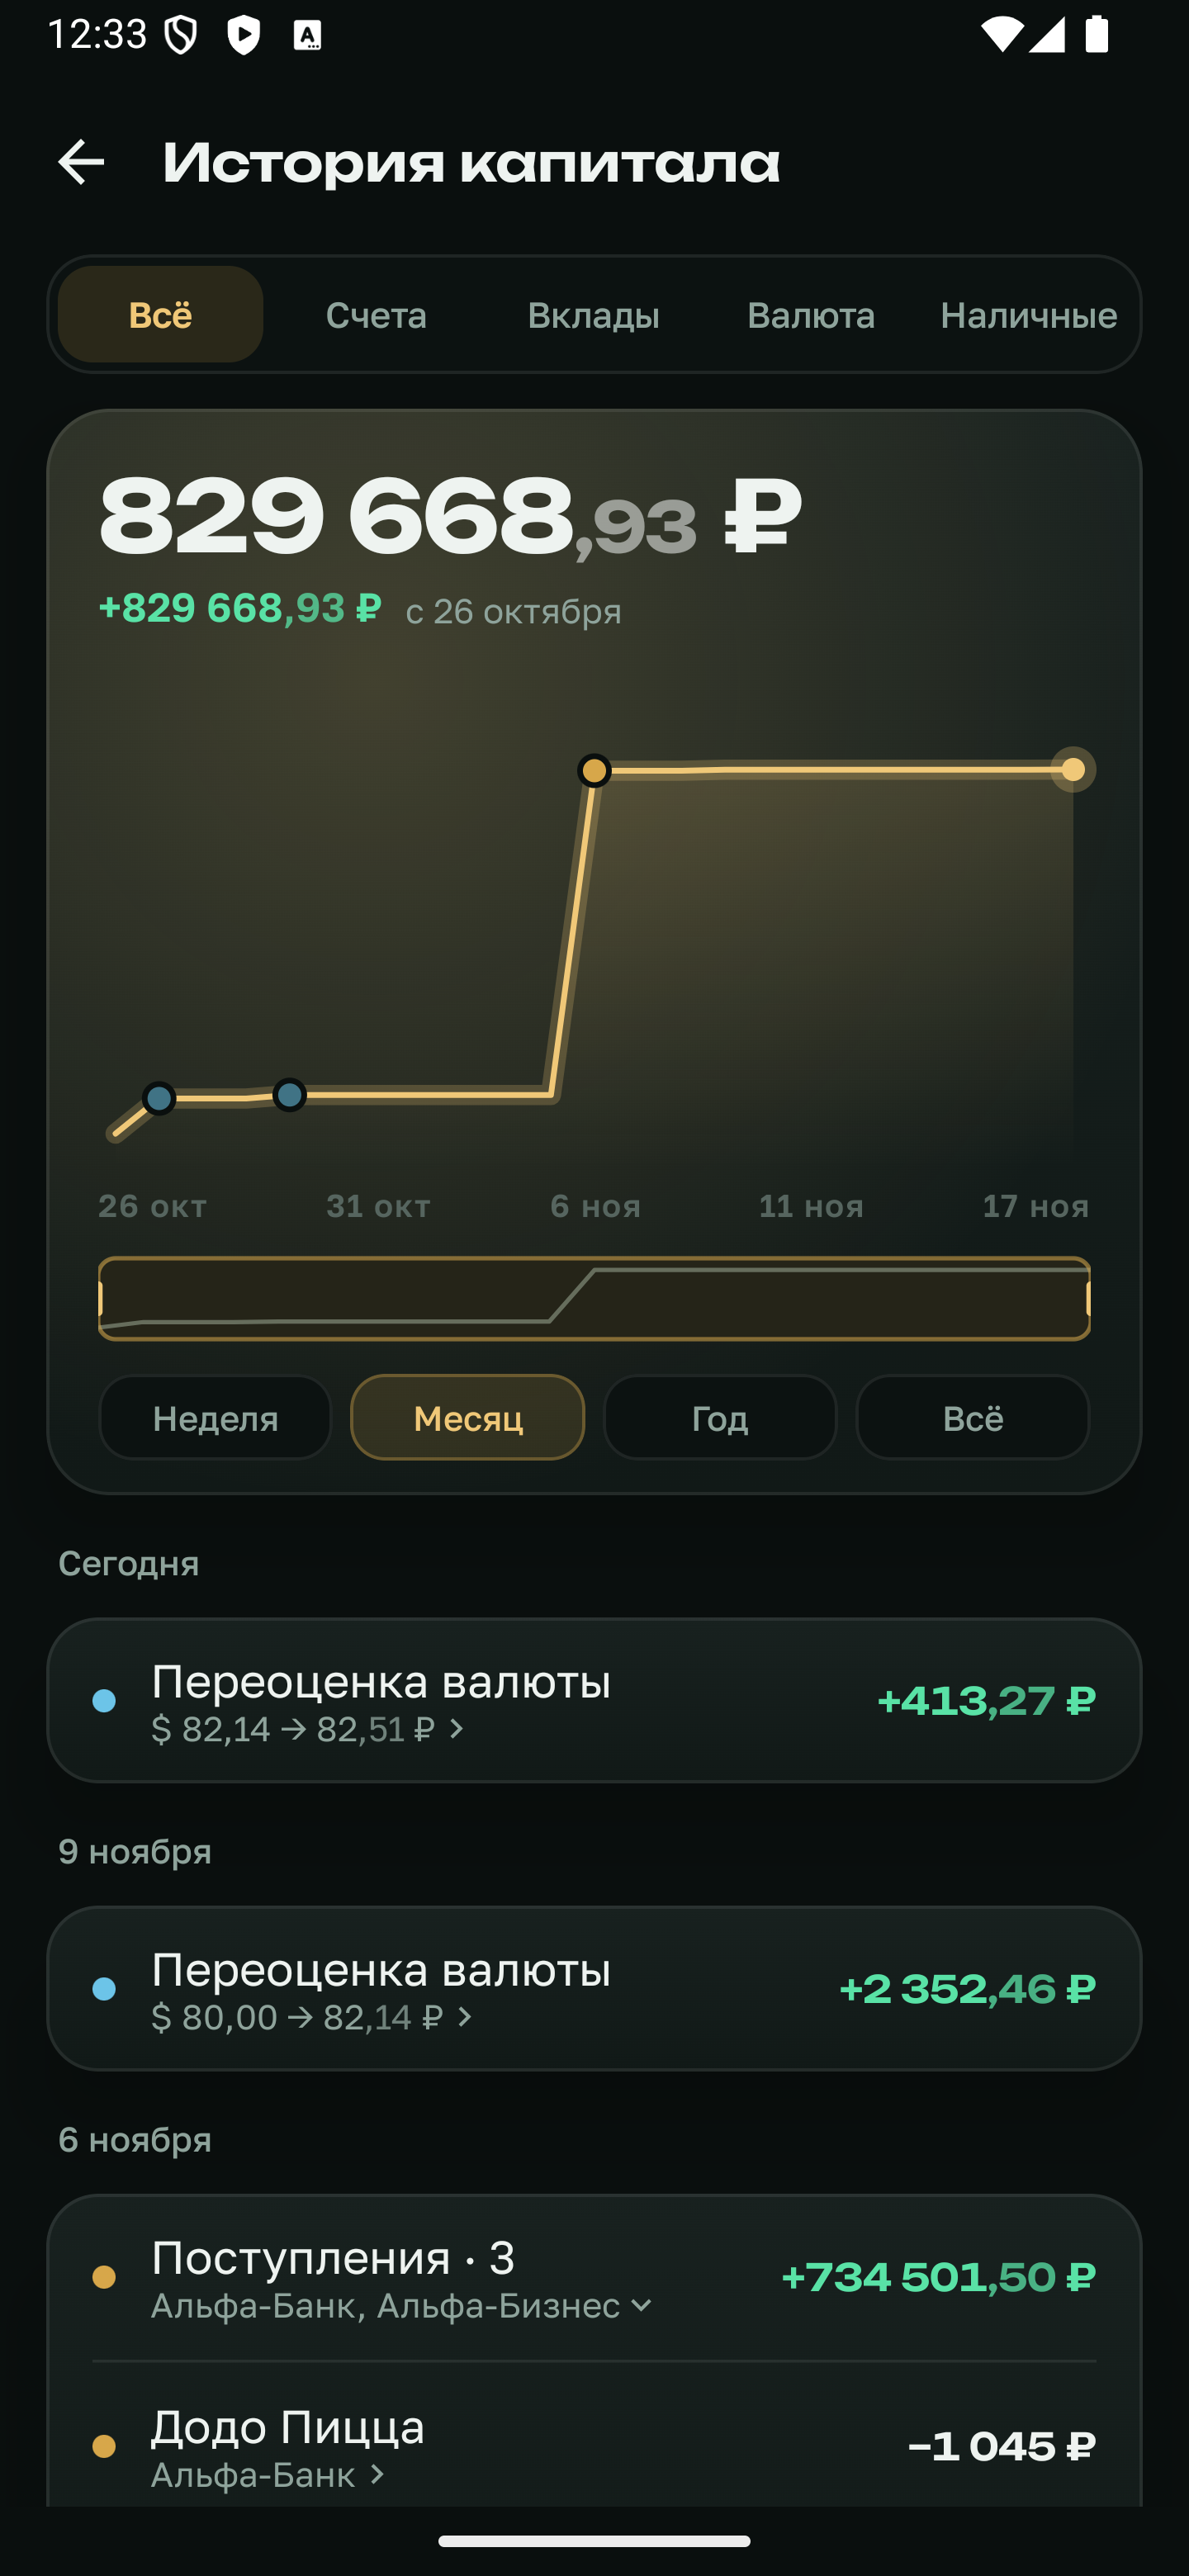 12:33
История капитала
Всё Счета Вклады Валюта Наличные
829 668,93 ₽
+829 668,93 ₽ с 26 октября
26 окт 31 окт 6 ноя 11 ноя 17 ноя
Неделя Месяц Год Всё
Сегодня
Переоценка валюты
+413,27 ₽
$ 82,14 → 82,51 ₽ >
9 ноября
Переоценка валюты
+2 352,46 ₽
$ 80,00 → 82,14 ₽ >
6 ноября
Поступления · 3
+734 501,50 ₽
Альфа-Банк, Альфа-Бизнес
Додо Пицца
−1 045 ₽
Альфа-Банк >